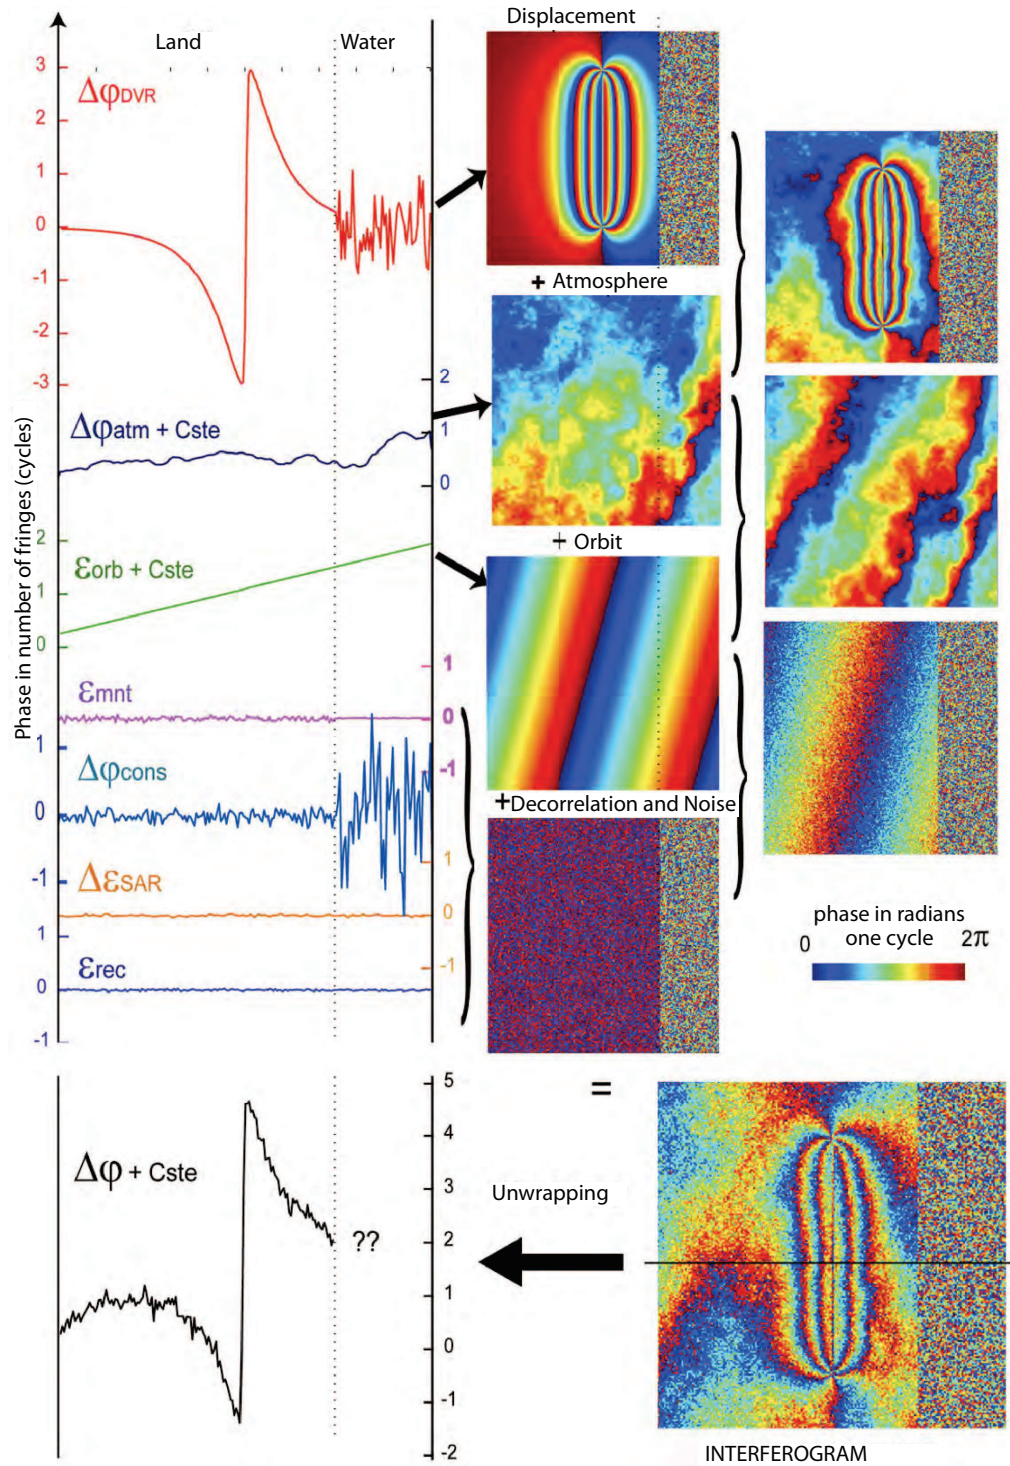 Displacement
Land
Water
3
ΔφDVR
2
1
0
-1
-2
-3
+ Atmosphere
2
Δφatm + Cste
1
0
Phase in number of fringes (cycles)
+ Orbit
2
εorb + Cste
1
0
1
εmnt
0
1
Δφcons
-1
+Decorrelation and Noise
0
-1
ΔεSAR
1
0
1
εrec
-1
0
-1
phase in radians
0 one cycle 2π
=
5
4
Δφ + Cste
3
Unwrapping
??
2
1
0
-1
-2
INTERFEROGRAM